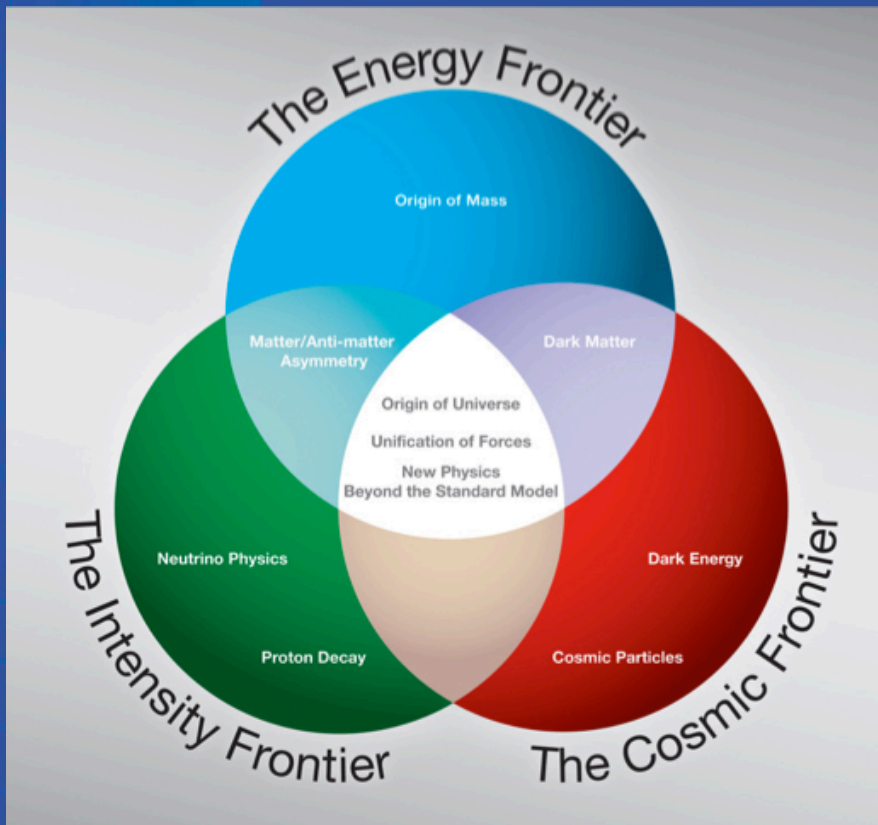 The Energy Frontier
Origin of Mass
Matter/Anti-matter
Asymmetry
Dark Matter
Origin of Universe
Unification of Forces
New Physics
Beyond the Standard Model
Neutrino Physics
Dark Energy
Proton Decay
Cosmic Particles
The Intensity Frontier
The Cosmic Frontier